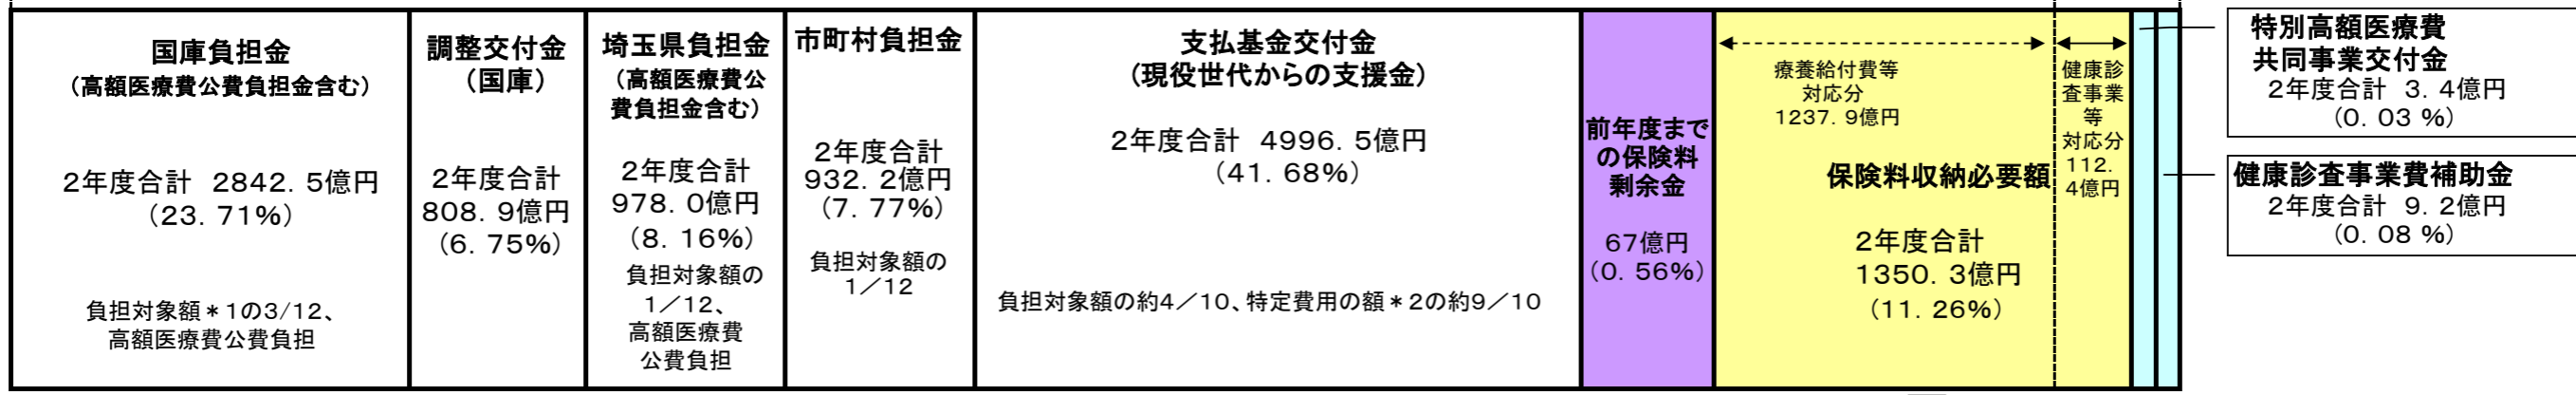 国庫負担金
（高額医療費公費負担金含む）
2年度合計 2842. 5億円
（23. 71%）
負担対象額＊1の3/12、
高額医療費公費負担
調整交付金
（国庫）
2年度合計
808. 9億円
（6. 75%）
埼玉県負担金
（高額医療費公
費負担金含む）
2年度合計
978. 0億円
（8. 16%）
負担対象額の
1／12、
高額医療費
公費負担
市町村負担金
2年度合計
932. 2億円
（7. 77%）
負担対象額の
1／12
支払基金交付金
（現役世代からの支援金）
2年度合計 4996. 5億円
（41. 68%）
負担対象額の約4／10、特定費用の額＊2の約9／10
前年度まで
の保険料
剰余金
67億円
（0. 56%）
療養給付費等
対応分
1237. 9億円
保険料収納必要額
2年度合計
1350. 3億円
（11. 26%）
健康診
査事業
等
対応分
112.
4億円
特別高額医療費
共同事業交付金
2年度合計 3. 4億円
（0. 03 %）
健康診査事業費補助金
2年度合計 9. 2億円
（0. 08 %）